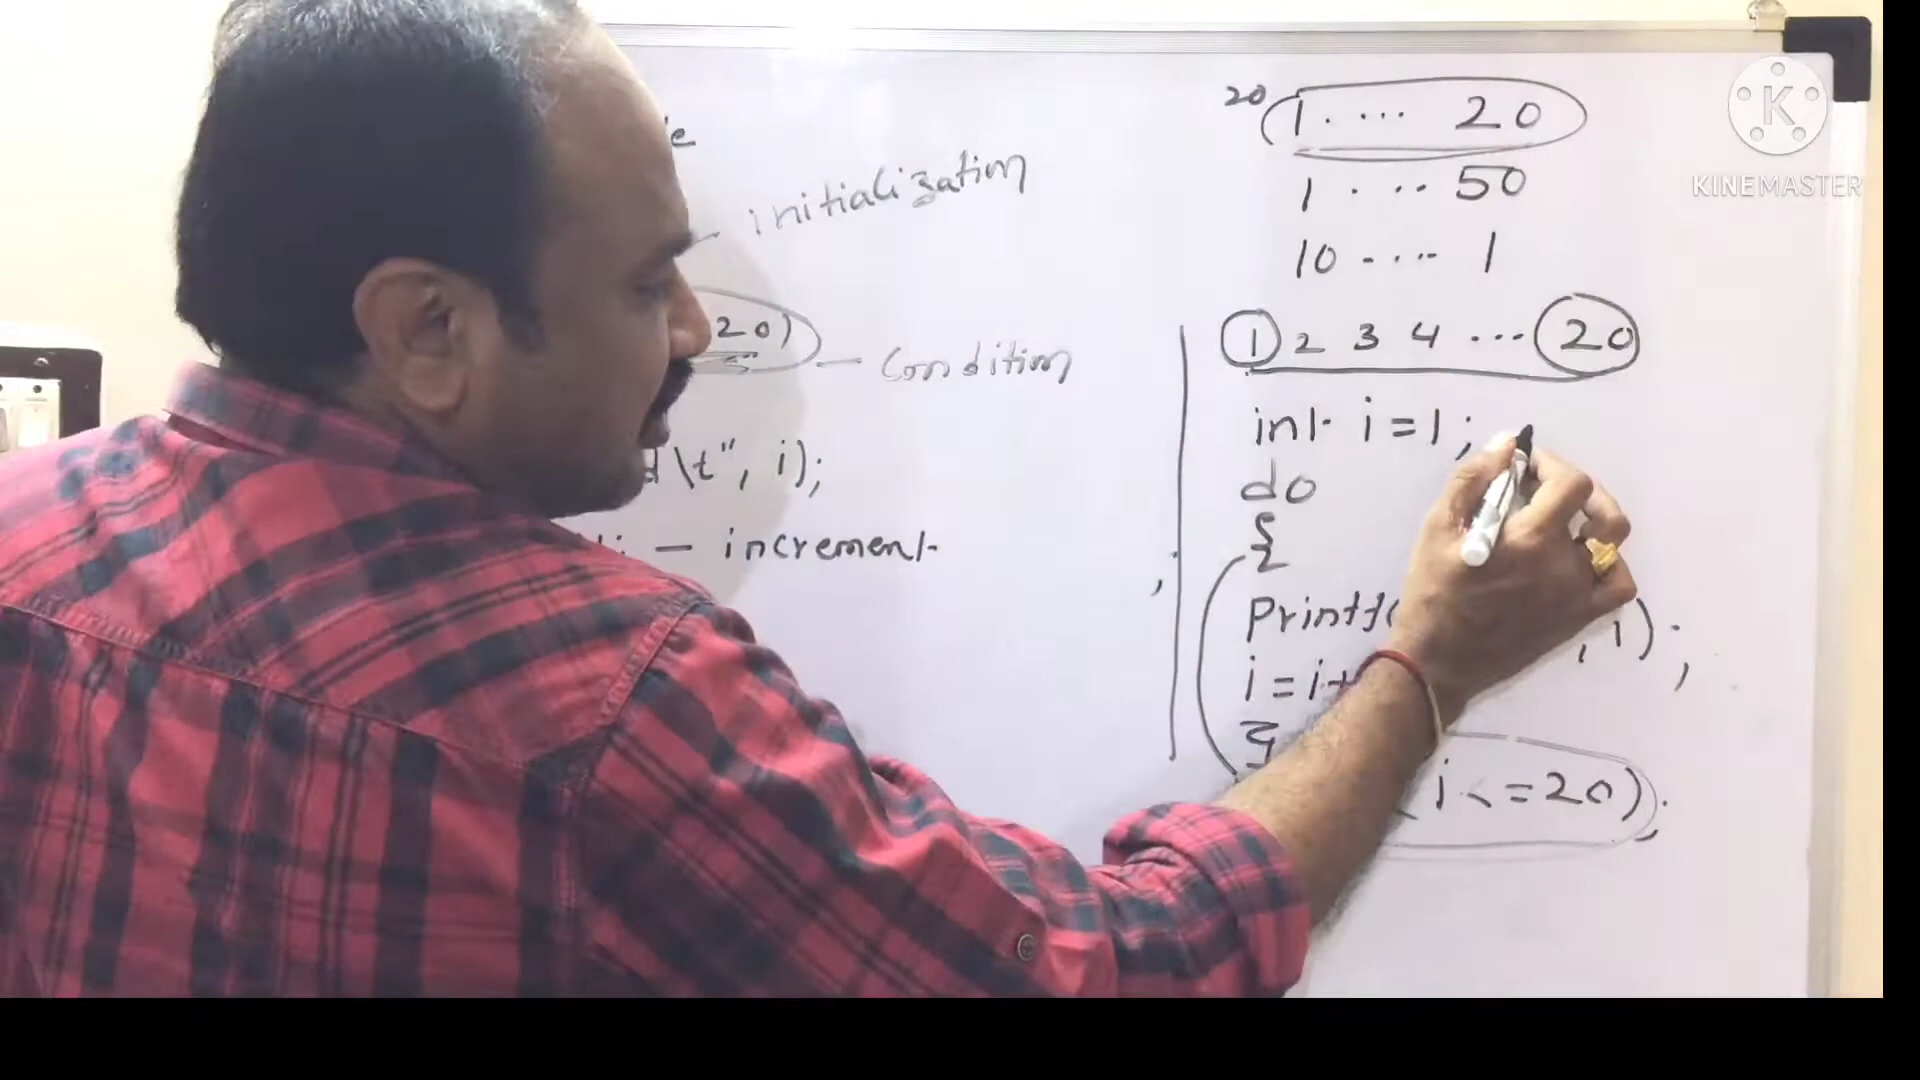 initialization
20)
Condition
d\t", i);
- increment
20 1 .... 20
1 . ... 50
10 - ... 1
1 2 3 4 ... 20
int i = 1;
do
{
Printf( , i);
i = i+
}
(i <= 20);
KINEMASTER